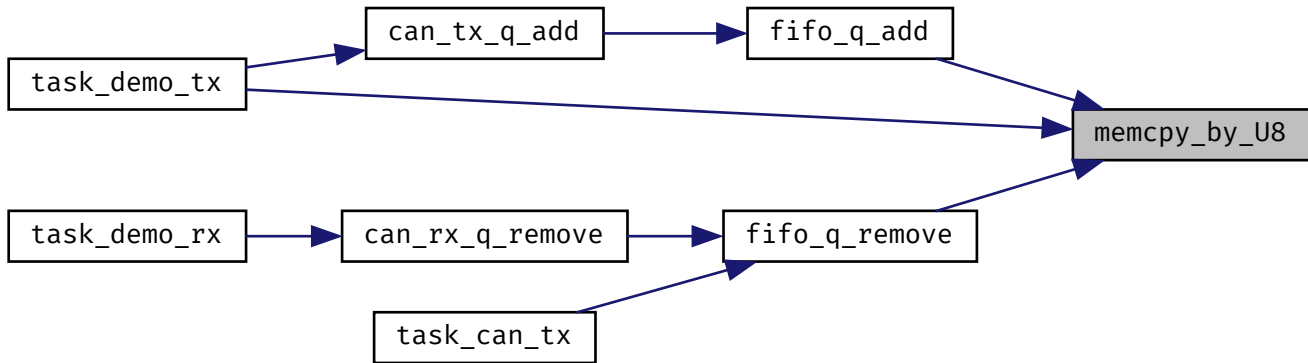 can_tx_q_add
fifo_q_add
task_demo_tx
memcpy_by_U8
task_demo_rx
can_rx_q_remove
fifo_q_remove
task_can_tx